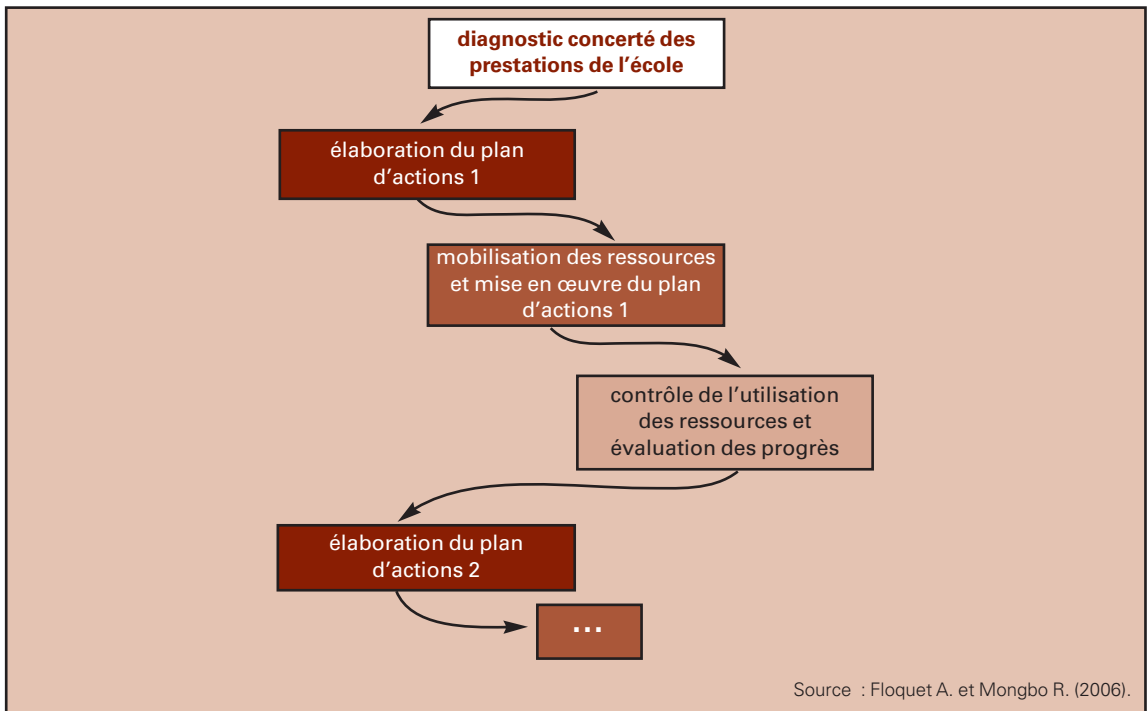 diagnostic concerté des
prestations de l’école
élaboration du plan
d’actions 1
mobilisation des ressources
et mise en œuvre du plan
d’actions 1
contrôle de l’utilisation
des ressources et
évaluation des progrès
élaboration du plan
d’actions 2
...
Source : Floquet A. et Mongbo R. (2006).